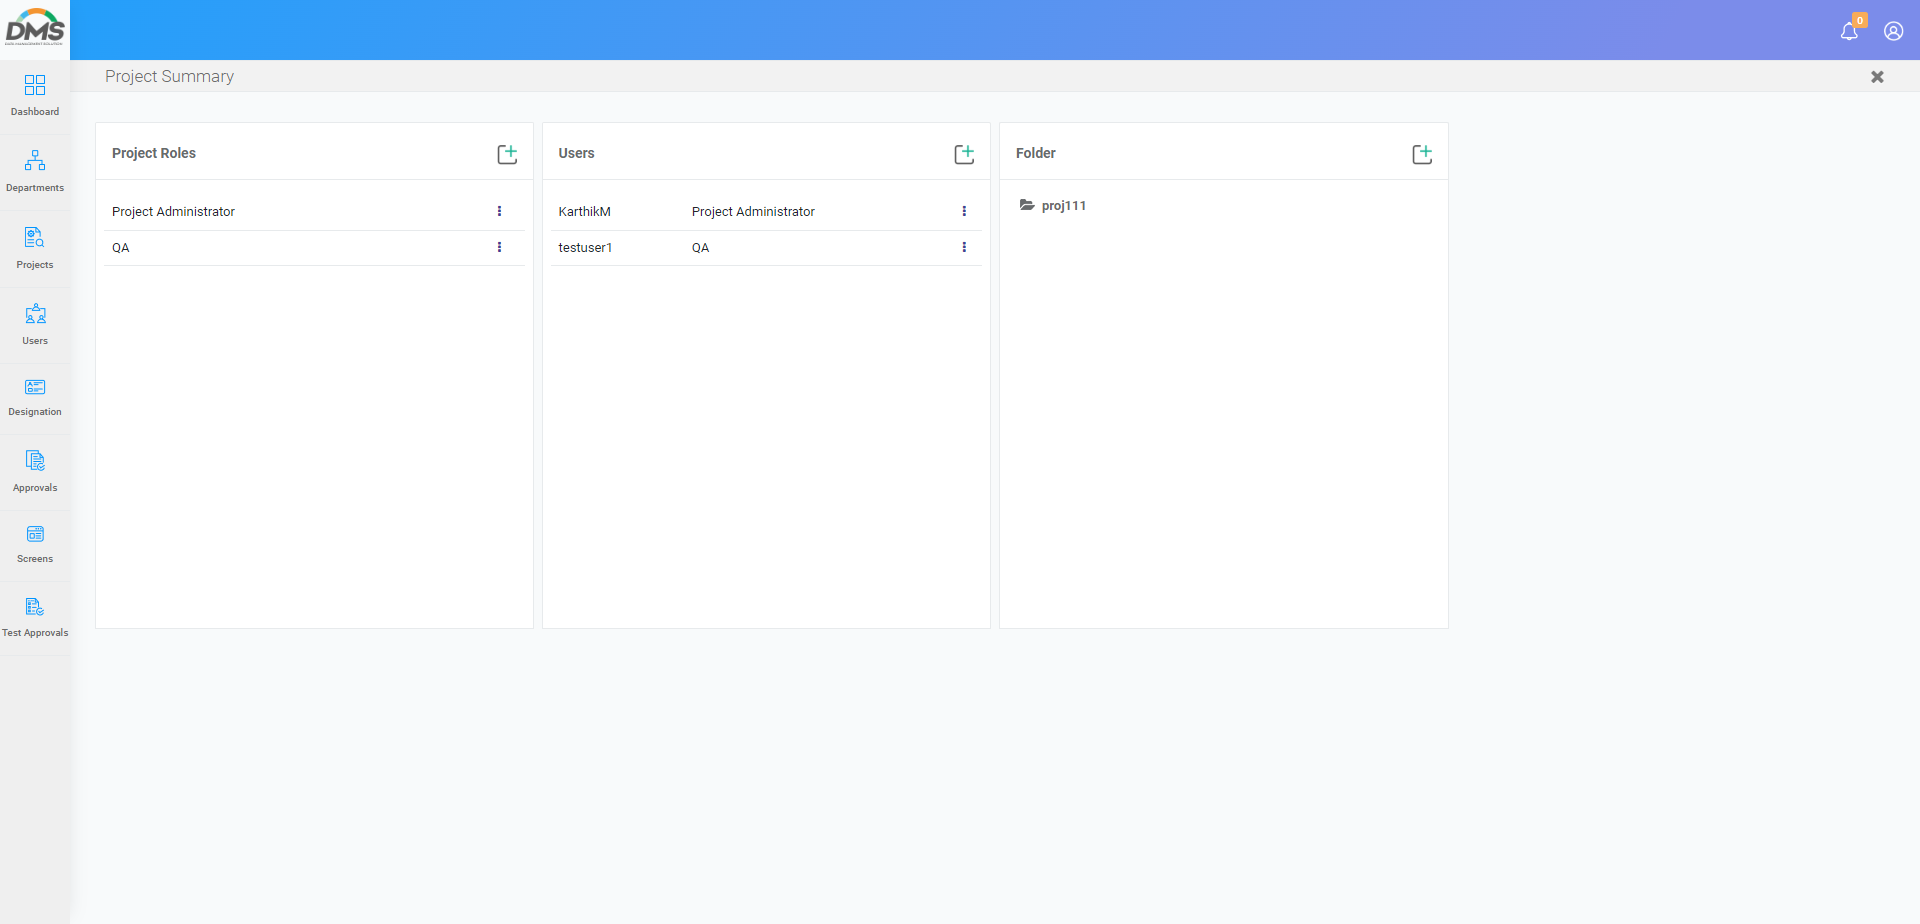 DMS
0
Project Summary
Dashboard
Departments
Projects
Users
Designation
Approvals
Screens
Test Approvals
Project Roles
Project Administrator
QA
Users
KarthikM Project Administrator
testuser1 QA
Folder
proj111